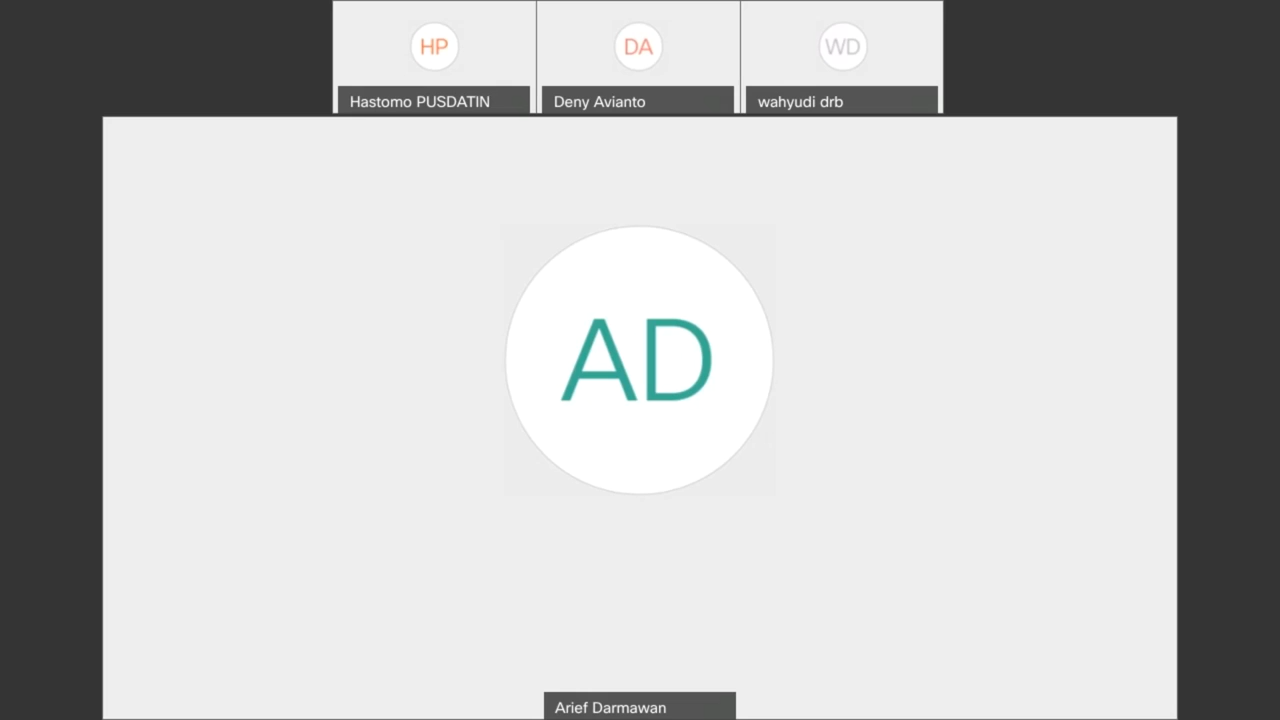 HP
DA
WD
Hastomo PUSDATIN
Deny Avianto
wahyudi drb
AD
Arief Darmawan